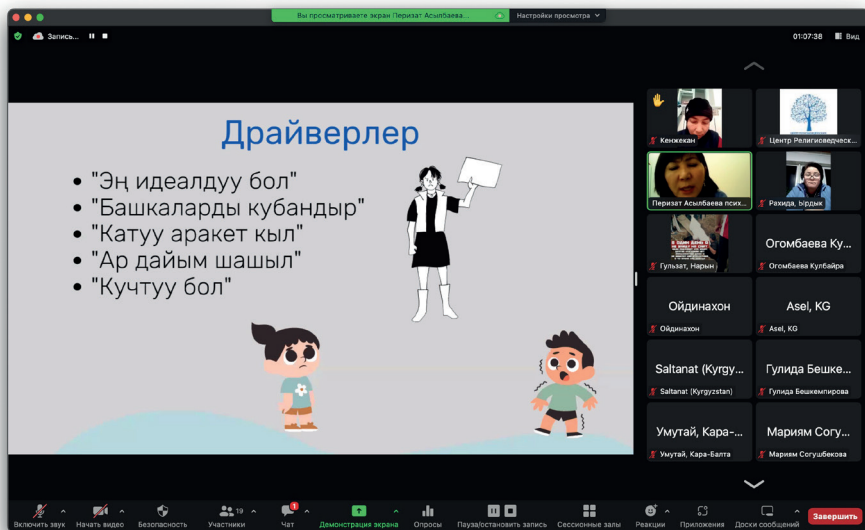 Вы просматриваете экран Перизат Асылбаева...
Настройки просмотра
Запись...
01:07:38
Вид
Драйверлер
"Эң идеалдуу бол"
"Башкаларды кубандыр"
"Катуу аракет кыл"
"Ар дайым шашыл"
"Кучтуу бол"
Кенжекан
Центр Религиоведческ...
Перизат Асылбаева псих...
Рахида, Ырдык
Гульзат, Нарын
Огомбаева Ку...
Огомбаева Кулбайра
Ойдинахон
Ойдинахон
Asel, KG
Asel, KG
Saltanat (Kyrgy...
Saltanat (Kyrgyzstan)
Гулида Бешке...
Гулида Бешкемпирова
Умутай, Кара-...
Умутай, Кара-Балта
Мариям Согу...
Мариям Согушбекова
Включить звук
Начать видео
Безопасность
19
Участники
1
Чат
Демонстрация экрана
Опросы
Пауза/остановить запись
Сессионные залы
Реакции
Приложения
Доски сообщений
Завершить